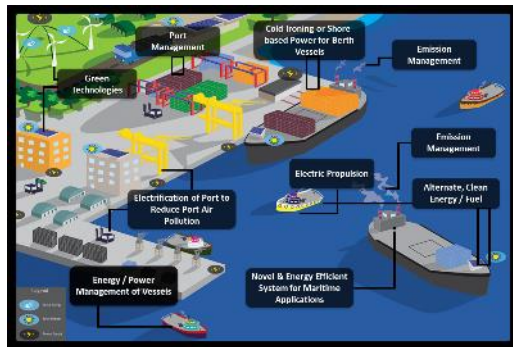 Port
Management
Cold Ironing or Shore
based Power for Berth
Vessels
Emission
Management
Green
Technologies
Emission
Management
Electric Propulsion
Alternate, Clean
Energy / Fuel
Electrification of Port to
Reduce Port Air
Pollution
Energy / Power
Management of Vessels
Novel & Energy Efficient
System for Maritime
Applications